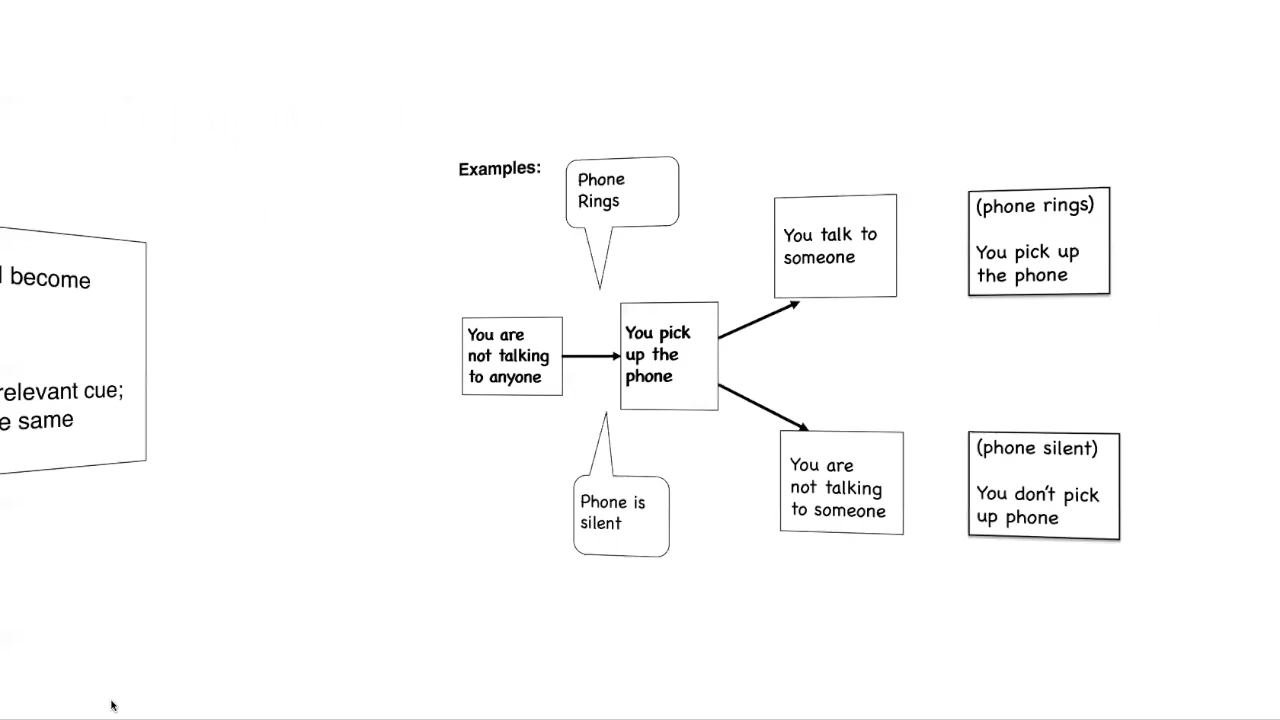 become
relevant cue;
same
Examples:
Phone
Rings
You are
not talking
to anyone
You pick
up the
phone
Phone is
silent
You talk to
someone
You are
not talking
to someone
(phone rings)
You pick up
the phone
(phone silent)
You don't pick
up phone